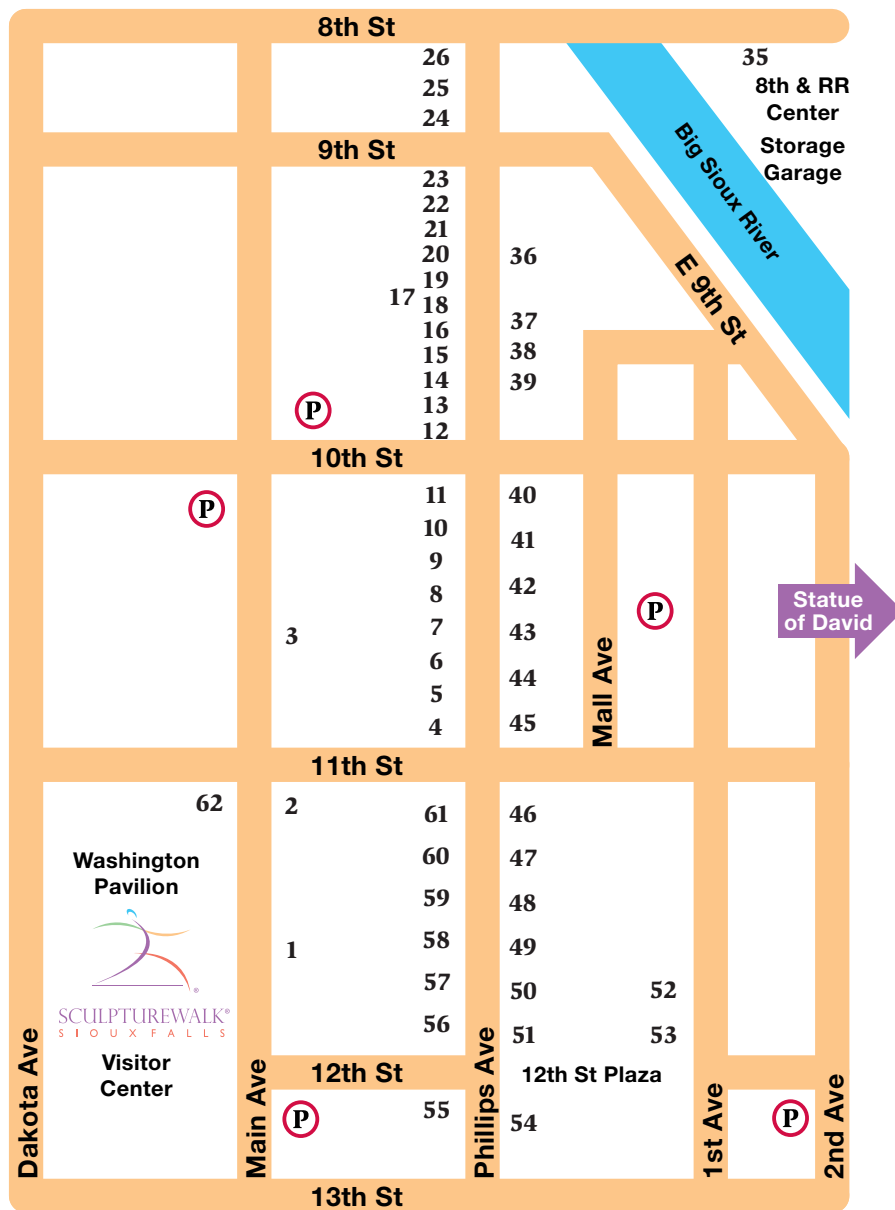 8th St
26
35
25
8th & RR
Center
24
Storage
Garage
Big Sioux River
9th St
23
22
21
20
36
E 9th St
19
17
18
37
16
38
15
14
39
P
13
12
10th St
11
40
P
10
41
9
42
8
Statue
of David
P
7
43
3
6
44
5
4
45
Mall Ave
11th St
62
2
61
46
Washington
Pavilion
60
47
59
48
1
58
49
57
50
52
®
SCULPTUREWALK®
SIOUX FALLS
56
51
53
Visitor
Center
12th St
12th St Plaza
P
55
54
P
Dakota Ave
Main Ave
Phillips Ave
1st Ave
2nd Ave
13th St